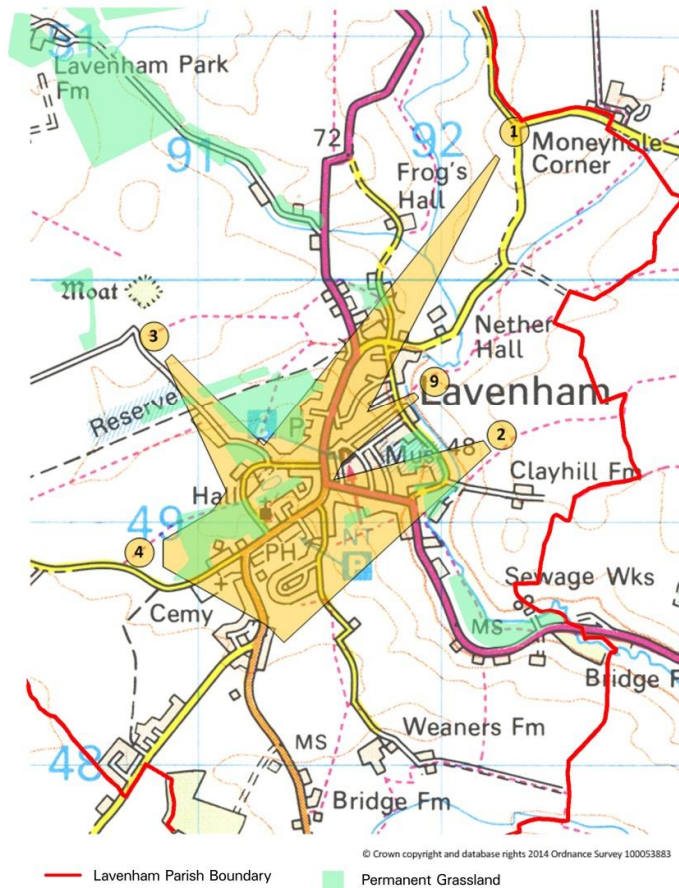 51
Lavenham Park
Fm
91
72
92
Frog's
Hall
1
Moneyhole
Corner
Moat
3
Nether
Hall
Reserve
9
Lavenham
2
P
Mus
48
Clayhill Fm
Hall
49
4
PH
NT
P
Cemy
Sewage Wks
MS
Bridge F
Weaners Fm
48
MS
Bridge Fm
© Crown copyright and database rights 2014 Ordnance Survey 100053883
Lavenham Parish Boundary
Permanent Grassland